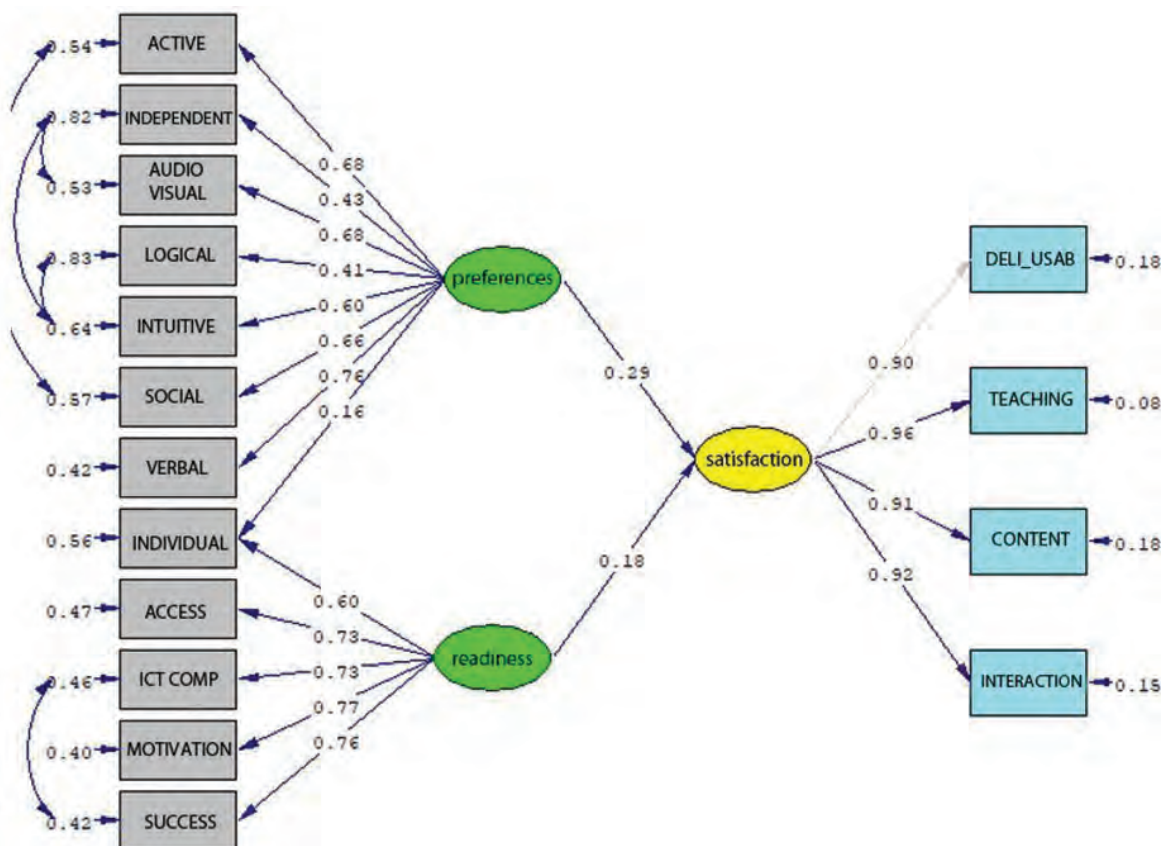 0.54
ACTIVE
0.82
INDEPENDENT
0.53
AUDIO
VISUAL
0.83
LOGICAL
0.64
INTUITIVE
0.57
SOCIAL
0.42
VERBAL
0.56
INDIVIDUAL
0.47
ACCESS
0.46
ICT COMP
0.40
MOTIVATION
0.42
SUCCESS
0.68
0.43
0.68
0.41
0.60
0.66
0.76
0.16
preferences
0.60
0.73
0.73
0.77
0.76
readiness
0.29
0.18
satisfaction
0.90
0.96
0.91
0.92
DELI_USAB
0.18
TEACHING
0.08
CONTENT
0.18
INTERACTION
0.15